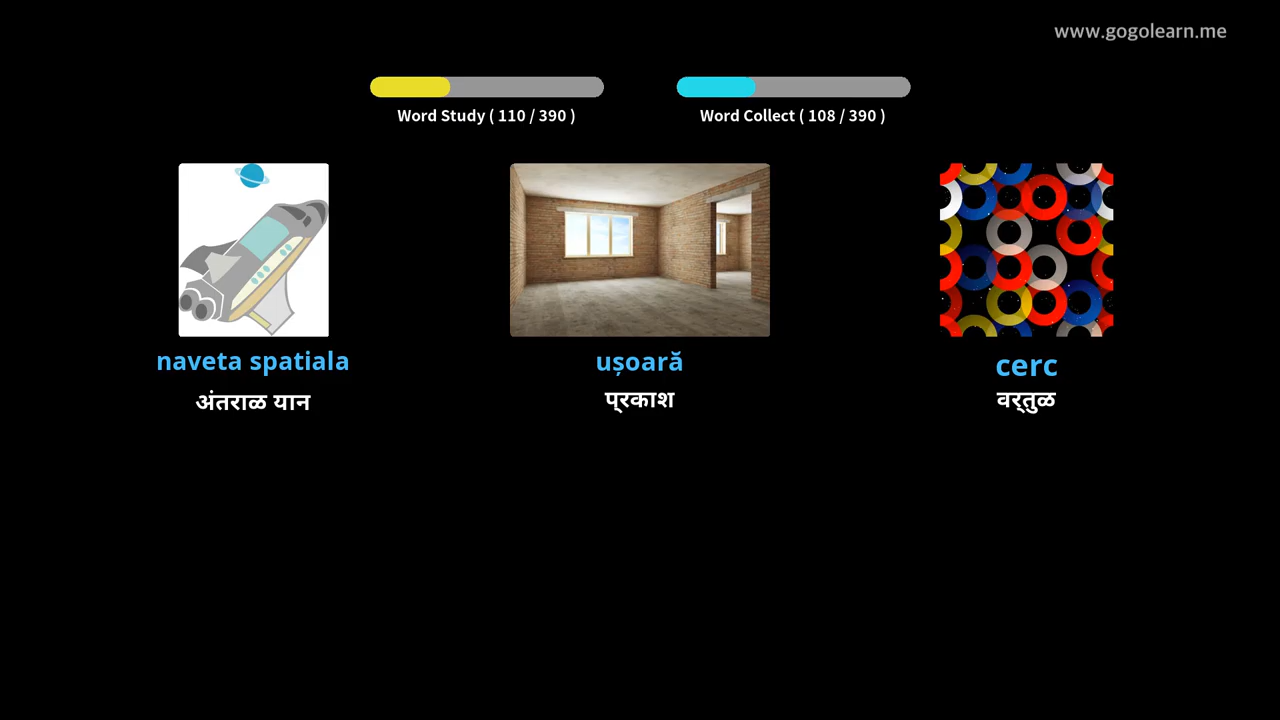 www.gogolearn.me
Word Study ( 110 / 390 )
Word Collect ( 108 / 390 )
naveta spatiala
ușoară
cerc
अंतराळ यान
प्रकाश
वर्तुळ